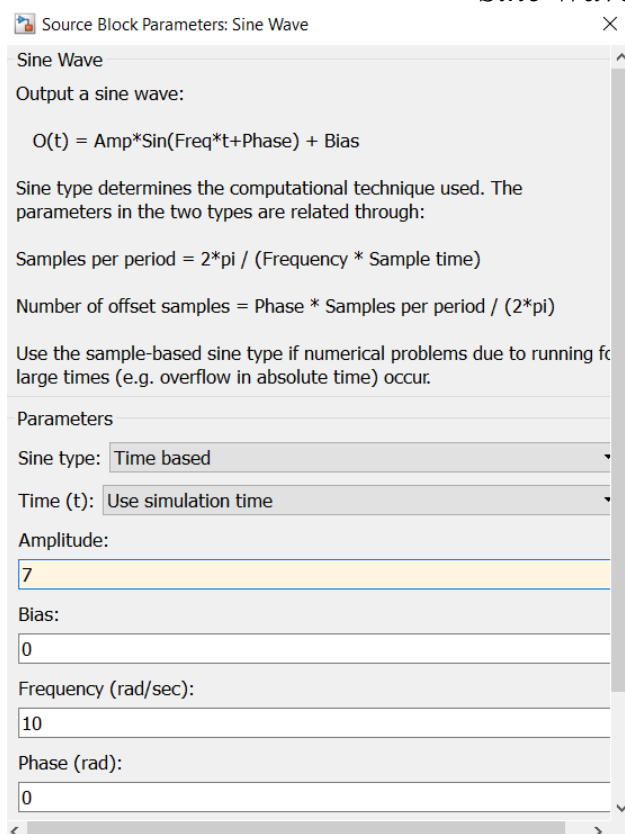 Source Block Parameters: Sine Wave
Sine Wave
Output a sine wave:
O(t) = Amp*Sin(Freq*t+Phase) + Bias
Sine type determines the computational technique used. The
parameters in the two types are related through:
Samples per period = 2*pi / (Frequency * Sample time)
Number of offset samples = Phase * Samples per period / (2*pi)
Use the sample-based sine type if numerical problems due to running fo
large times (e.g. overflow in absolute time) occur.
Parameters
Sine type: Time based
Time (t): Use simulation time
Amplitude:
7
Bias:
0
Frequency (rad/sec):
10
Phase (rad):
0